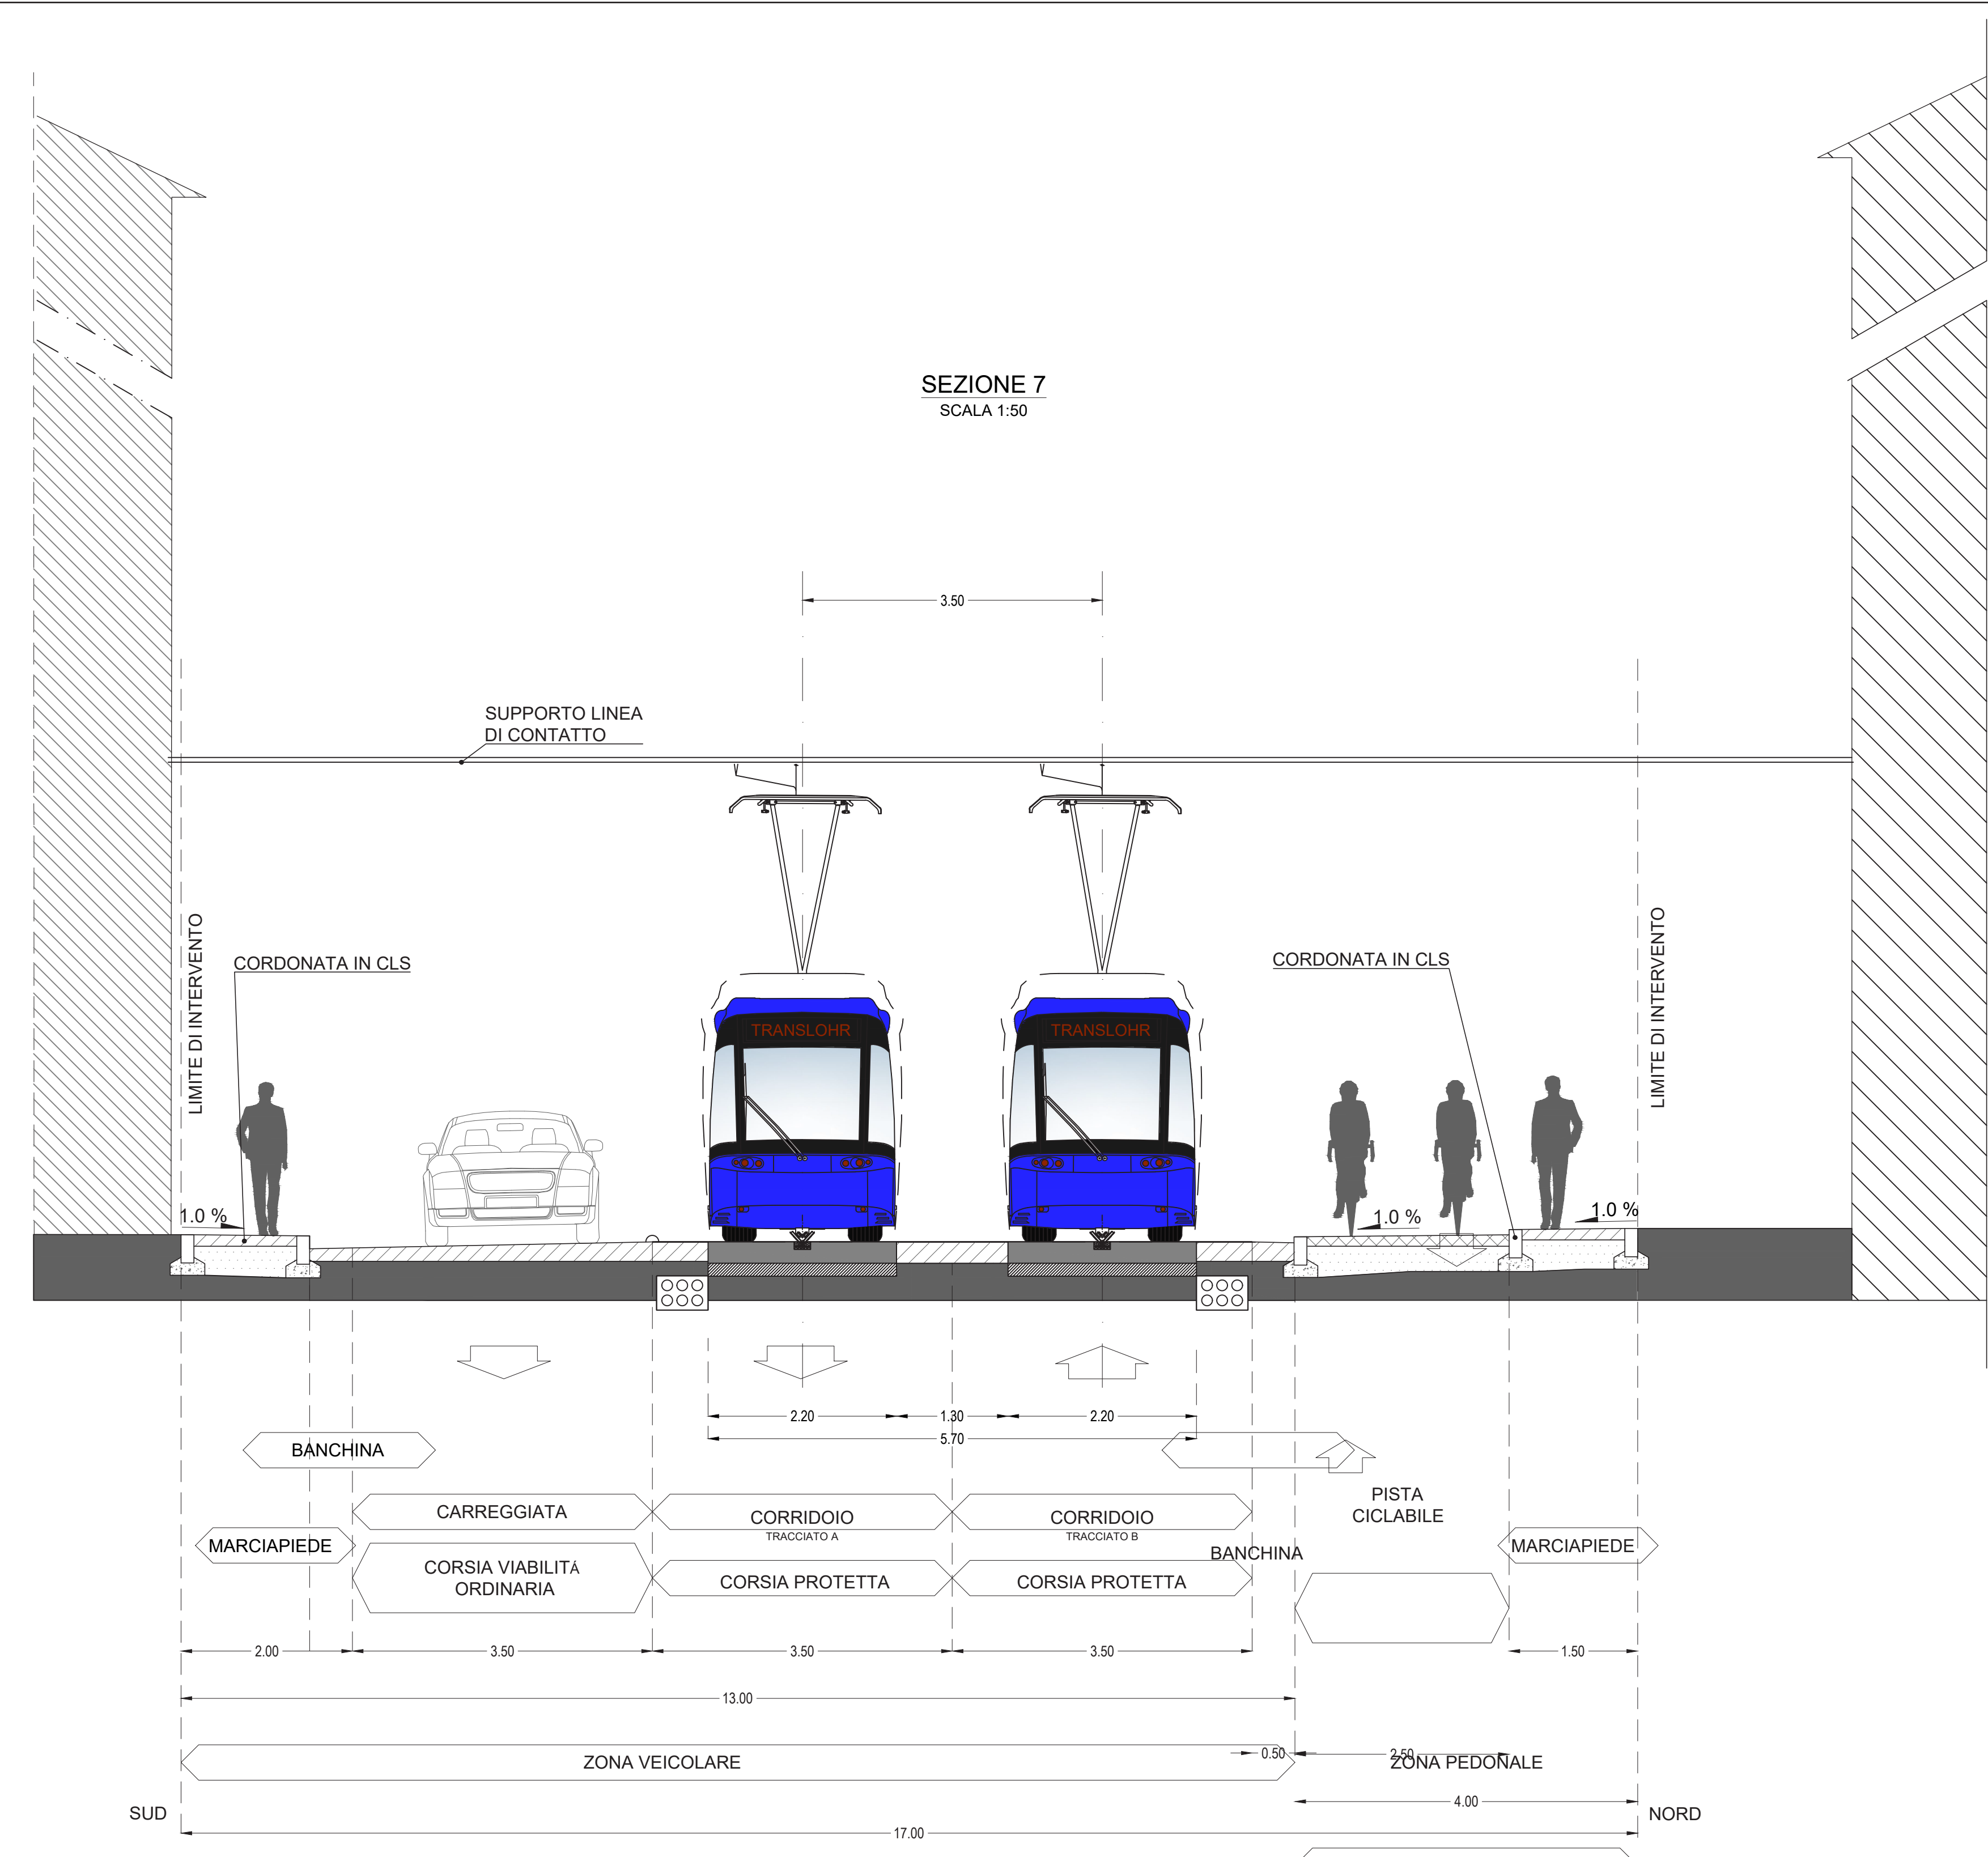 SEZIONE 7
SCALA 1:50
3.50
SUPPORTO LINEA
DI CONTATTO
LIMITE DI INTERVENTO
CORDONATA IN CLS
CORDONATA IN CLS
LIMITE DI INTERVENTO
TRANSLOHR
TRANSLOHR
1.0 %
1.0 %
1.0 %
2.20
1.30
2.20
5.70
BANCHINA
PISTA
CICLABILE
CARREGGIATA
CORRIDOIO
TRACCIATO A
CORRIDOIO
TRACCIATO B
MARCIAPIEDE
MARCIAPIEDE
BANCHINA
CORSIA VIABILITÁ
ORDINARIA
CORSIA PROTETTA
CORSIA PROTETTA
2.00
3.50
3.50
3.50
1.50
13.00
0.50
2.50
ZONA VEICOLARE
ZONA PEDONALE
4.00
SUD
NORD
17.00